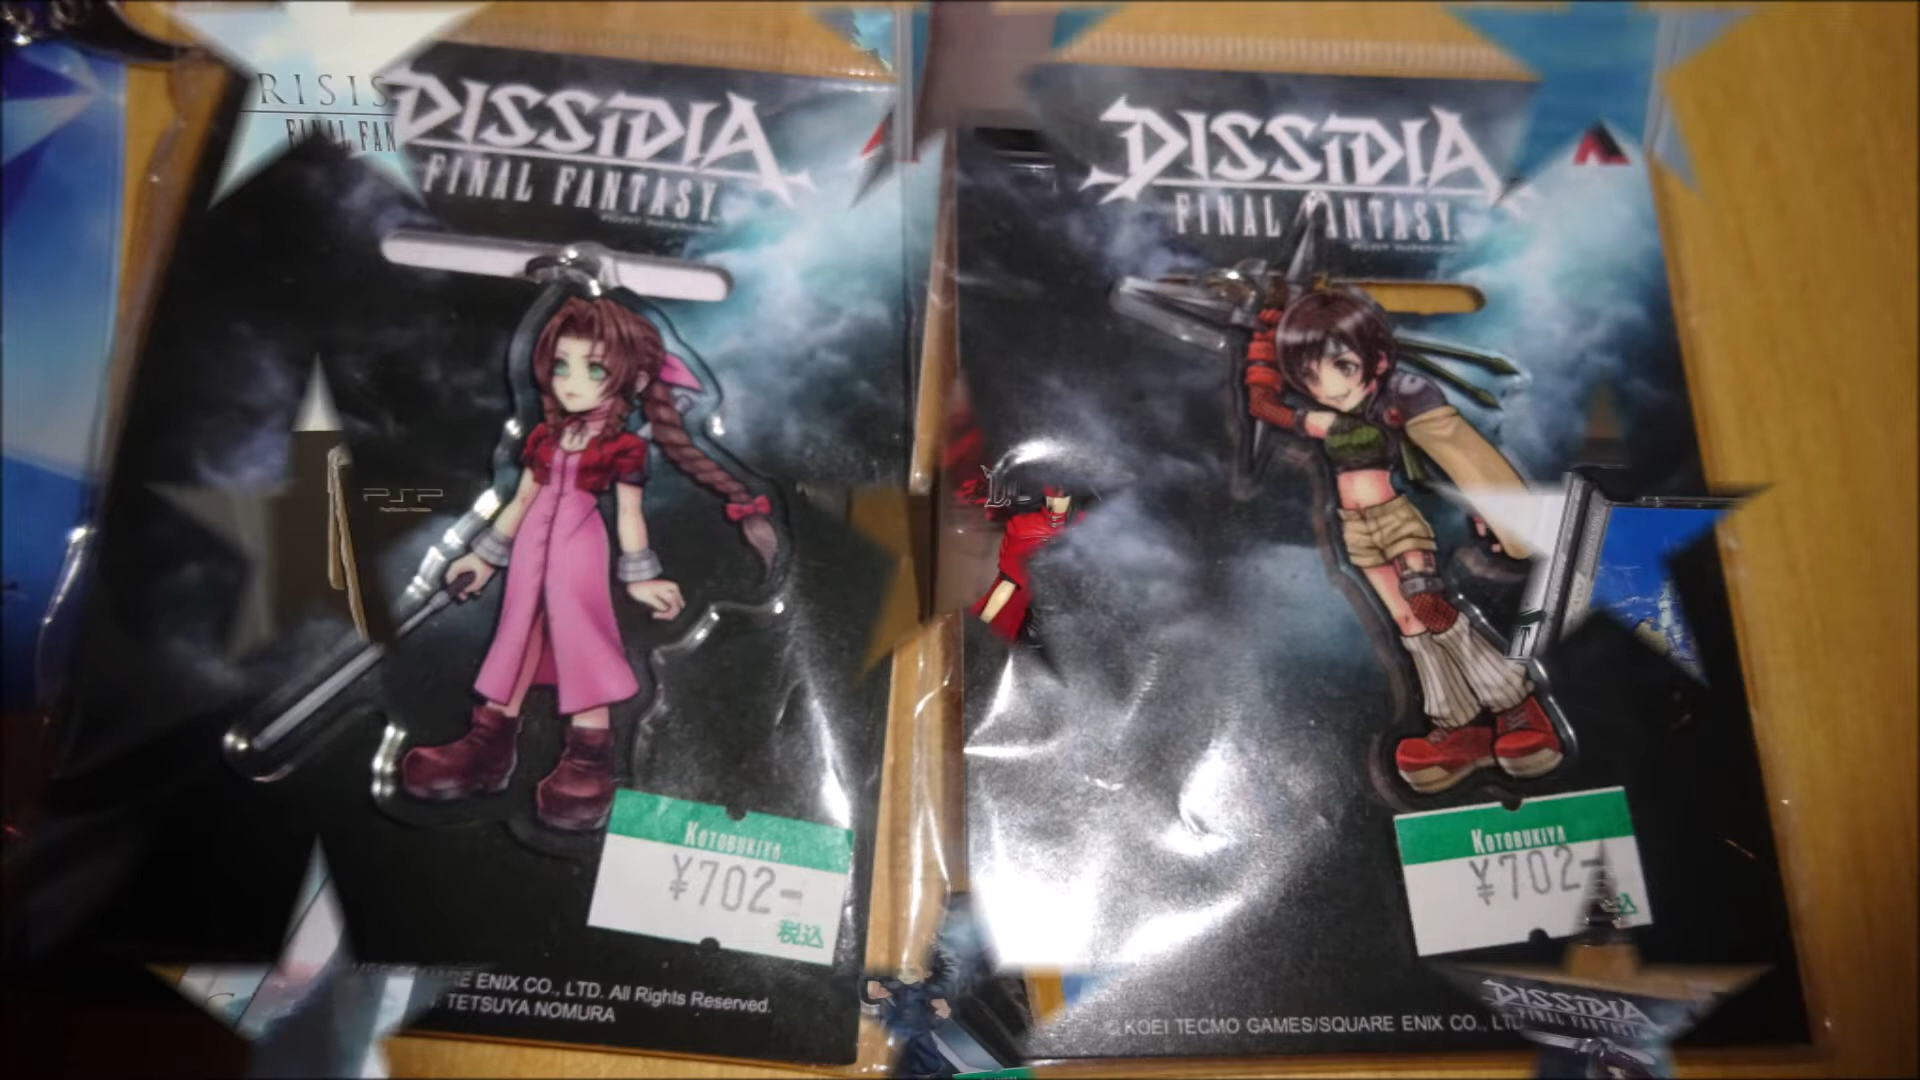 RISIS
FINAL FAN
DISSIDIA
FINAL FANTASY
PSP
KOTOBUKIYA
¥702-
税込
ENIX CO., LTD. All Rights Reserved.
: TETSUYA NOMURA
DISSIDIA
FINAL FANTASY
KOTOBUKIYA
¥702-
込
KOEI TECMO GAMES/SQUARE ENIX CO., LTD
DISSIDIA
FINAL FANTASY